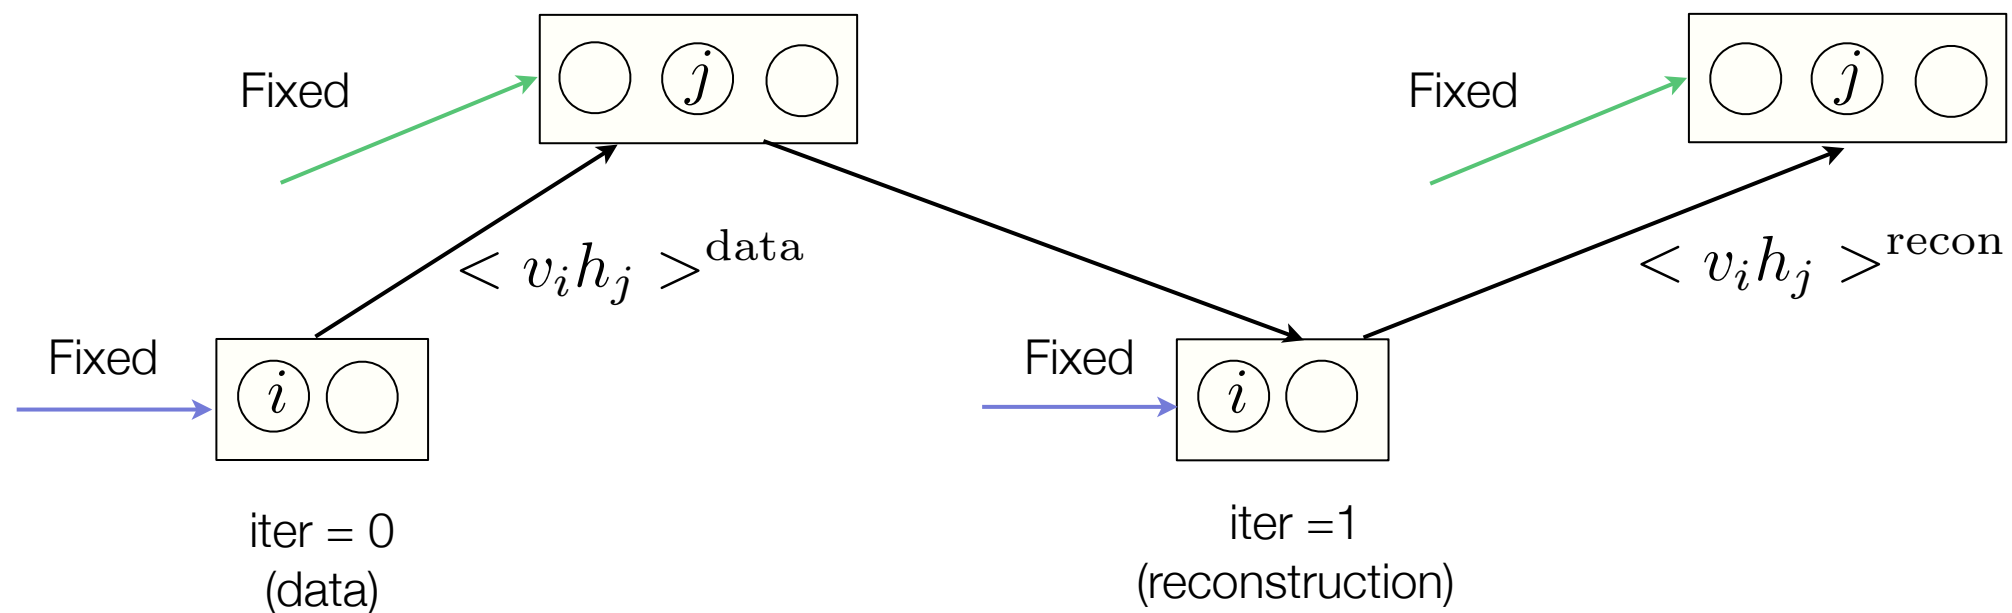 Fixed
j
Fixed
j
< v_i h_j >^data
< v_i h_j >^recon
Fixed
i
Fixed
i
iter = 0
(data)
iter =1
(reconstruction)